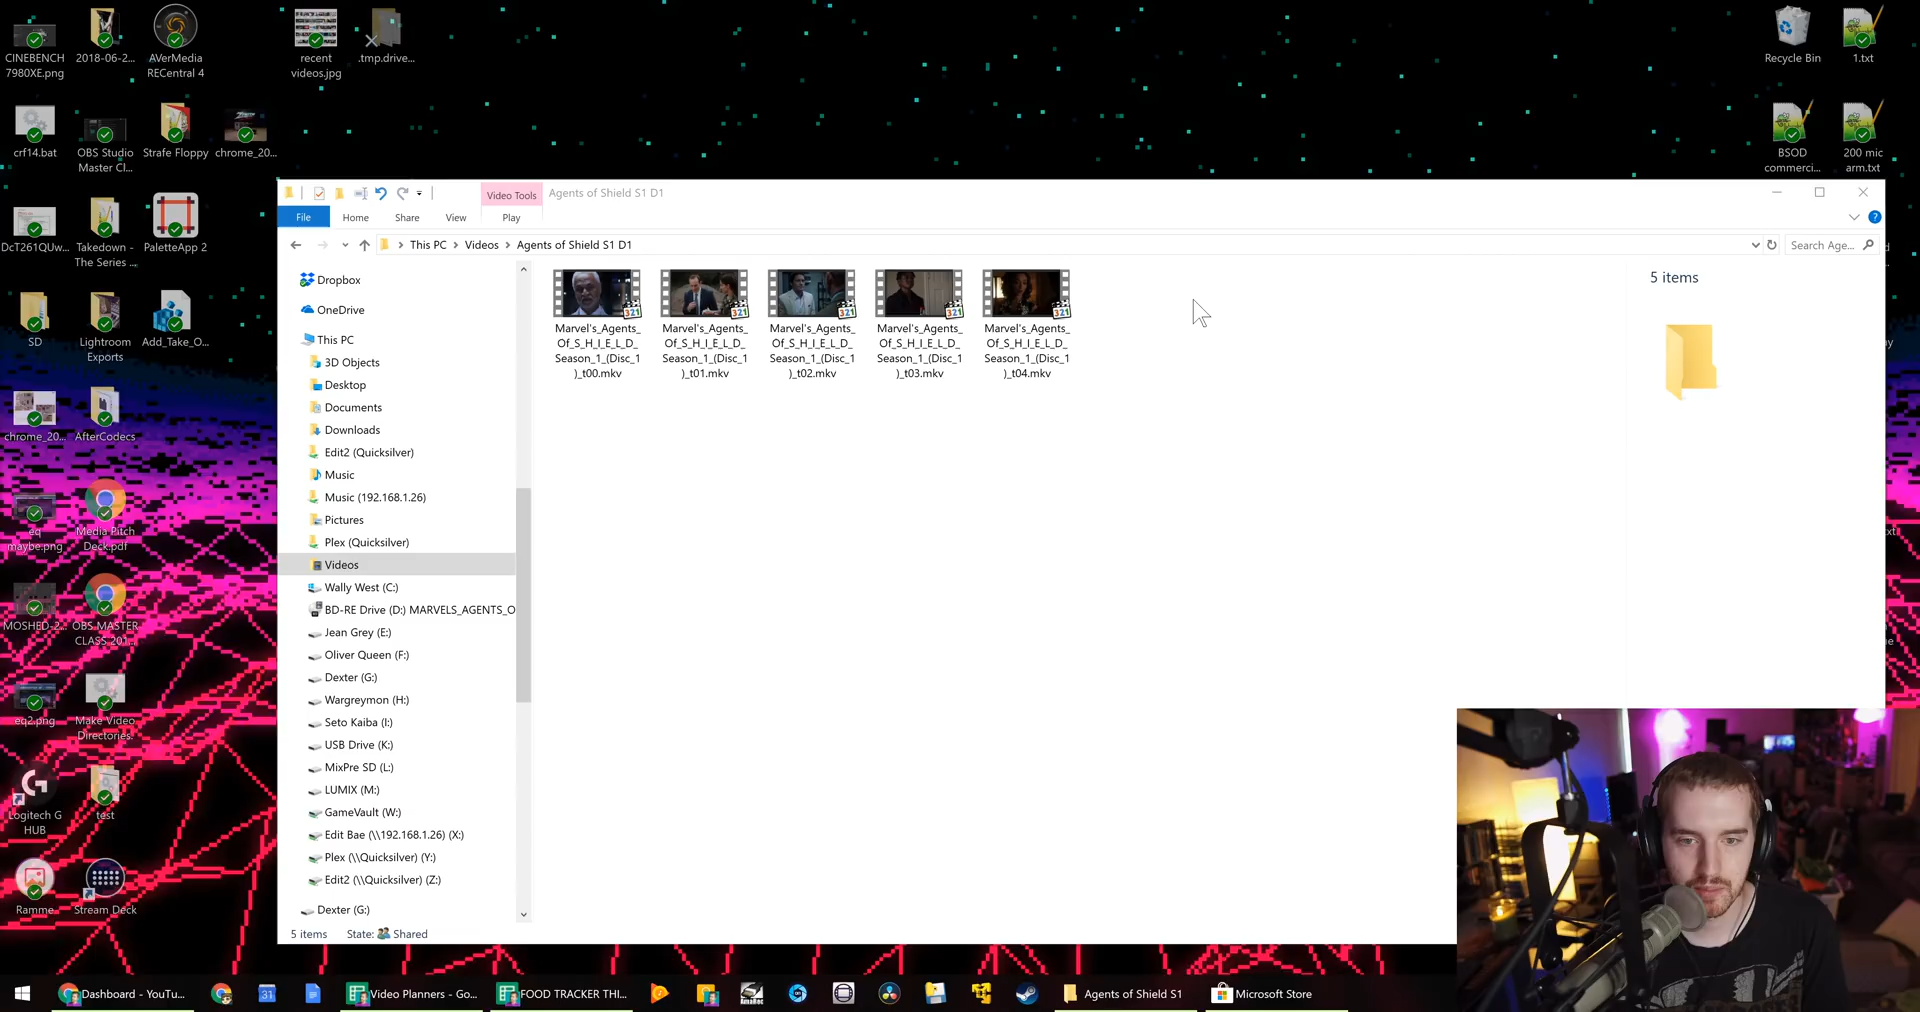 CINEBENCH
7980XE.png
2018-06-2...
AVerMedia
RECentral 4
recent
videos.jpg
.tmp.drive...
Recycle Bin
1.txt
crf14.bat
OBS Studio
Master Cl...
Strafe Floppy
chrome_20...
BSOD
commerci...
200 mic
arm.txt
DcT261QUw...
Takedown -
The Series ...
PaletteApp 2
SD
Lightroom
Exports
Add_Take_O...
chrome_20...
AfterCodecs
eq
maybe.png
Media Pitch
Deck.pdf
MOSHED-2...
OBS MASTER
CLASS 201...
eq2.png
Make Video
Directories.
Logitech G
HUB
test
Ramme
Stream Deck
Video Tools
Agents of Shield S1 D1
File
Home
Share
View
Play
This PC
Videos
Agents of Shield S1 D1
Search Age...
Dropbox
OneDrive
This PC
3D Objects
Desktop
Documents
Downloads
Edit2 (Quicksilver)
Music
Music (192.168.1.26)
Pictures
Plex (Quicksilver)
Videos
Wally West (C:)
BD-RE Drive (D:) MARVELS_AGENTS_O
Jean Grey (E:)
Oliver Queen (F:)
Dexter (G:)
Wargreymon (H:)
Seto Kaiba (I:)
USB Drive (K:)
MixPre SD (L:)
LUMIX (M:)
GameVault (W:)
Edit Bae (\\192.168.1.26) (X:)
Plex (\\Quicksilver) (Y:)
Edit2 (\\Quicksilver) (Z:)
Dexter (G:)
Marvel's_Agents_
Of_S_H_I_E_L_D_
Season_1_(Disc_1
)_t00.mkv
Marvel's_Agents_
Of_S_H_I_E_L_D_
Season_1_(Disc_1
)_t01.mkv
Marvel's_Agents_
Of_S_H_I_E_L_D_
Season_1_(Disc_1
)_t02.mkv
Marvel's_Agents_
Of_S_H_I_E_L_D_
Season_1_(Disc_1
)_t03.mkv
Marvel's_Agents_
Of_S_H_I_E_L_D_
Season_1_(Disc_1
)_t04.mkv
5 items
5 items
State:
Shared
Dashboard - YouTu...
31
Video Planners - Go...
FOOD TRACKER THI...
Agents of Shield S1
Microsoft Store